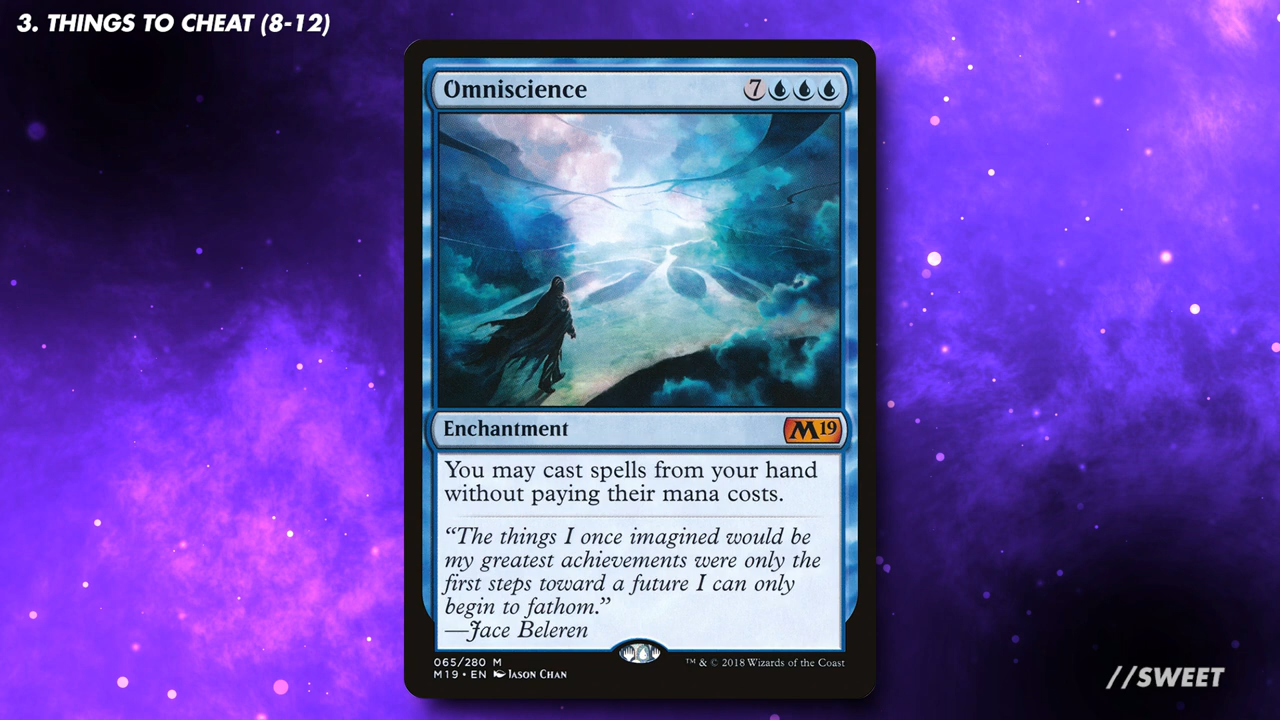 3. THINGS TO CHEAT (8-12)
Omniscience 7
Enchantment M19
You may cast spells from your hand
without paying their mana costs.
“The things I once imagined would be
my greatest achievements were only the
first steps toward a future I can only
begin to fathom.”
—Jace Beleren
065/280 M
M19 • EN Jason Chan
™ & © 2018 Wizards of the Coast
//SWEET